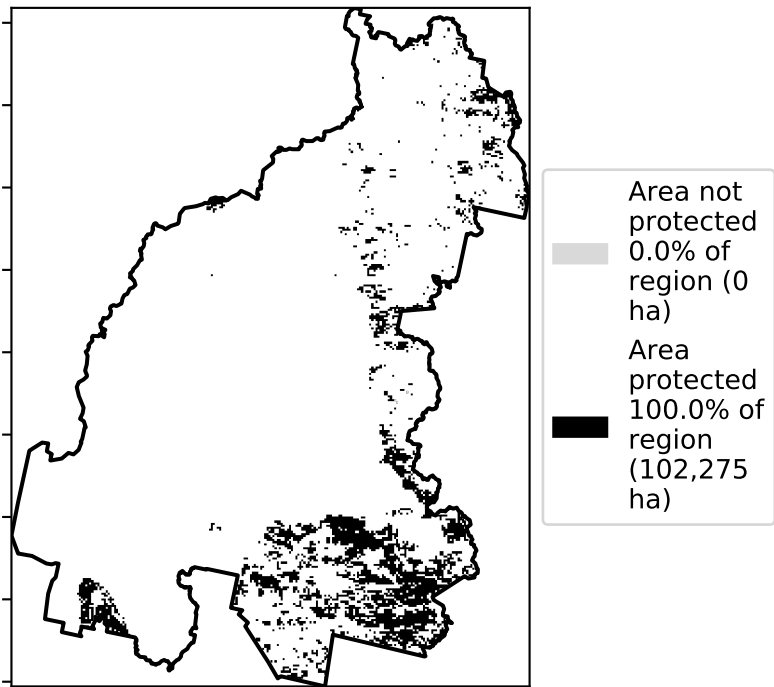 Area not
protected
0.0% of
region (0
ha)
Area
protected
100.0% of
region
(102,275
ha)